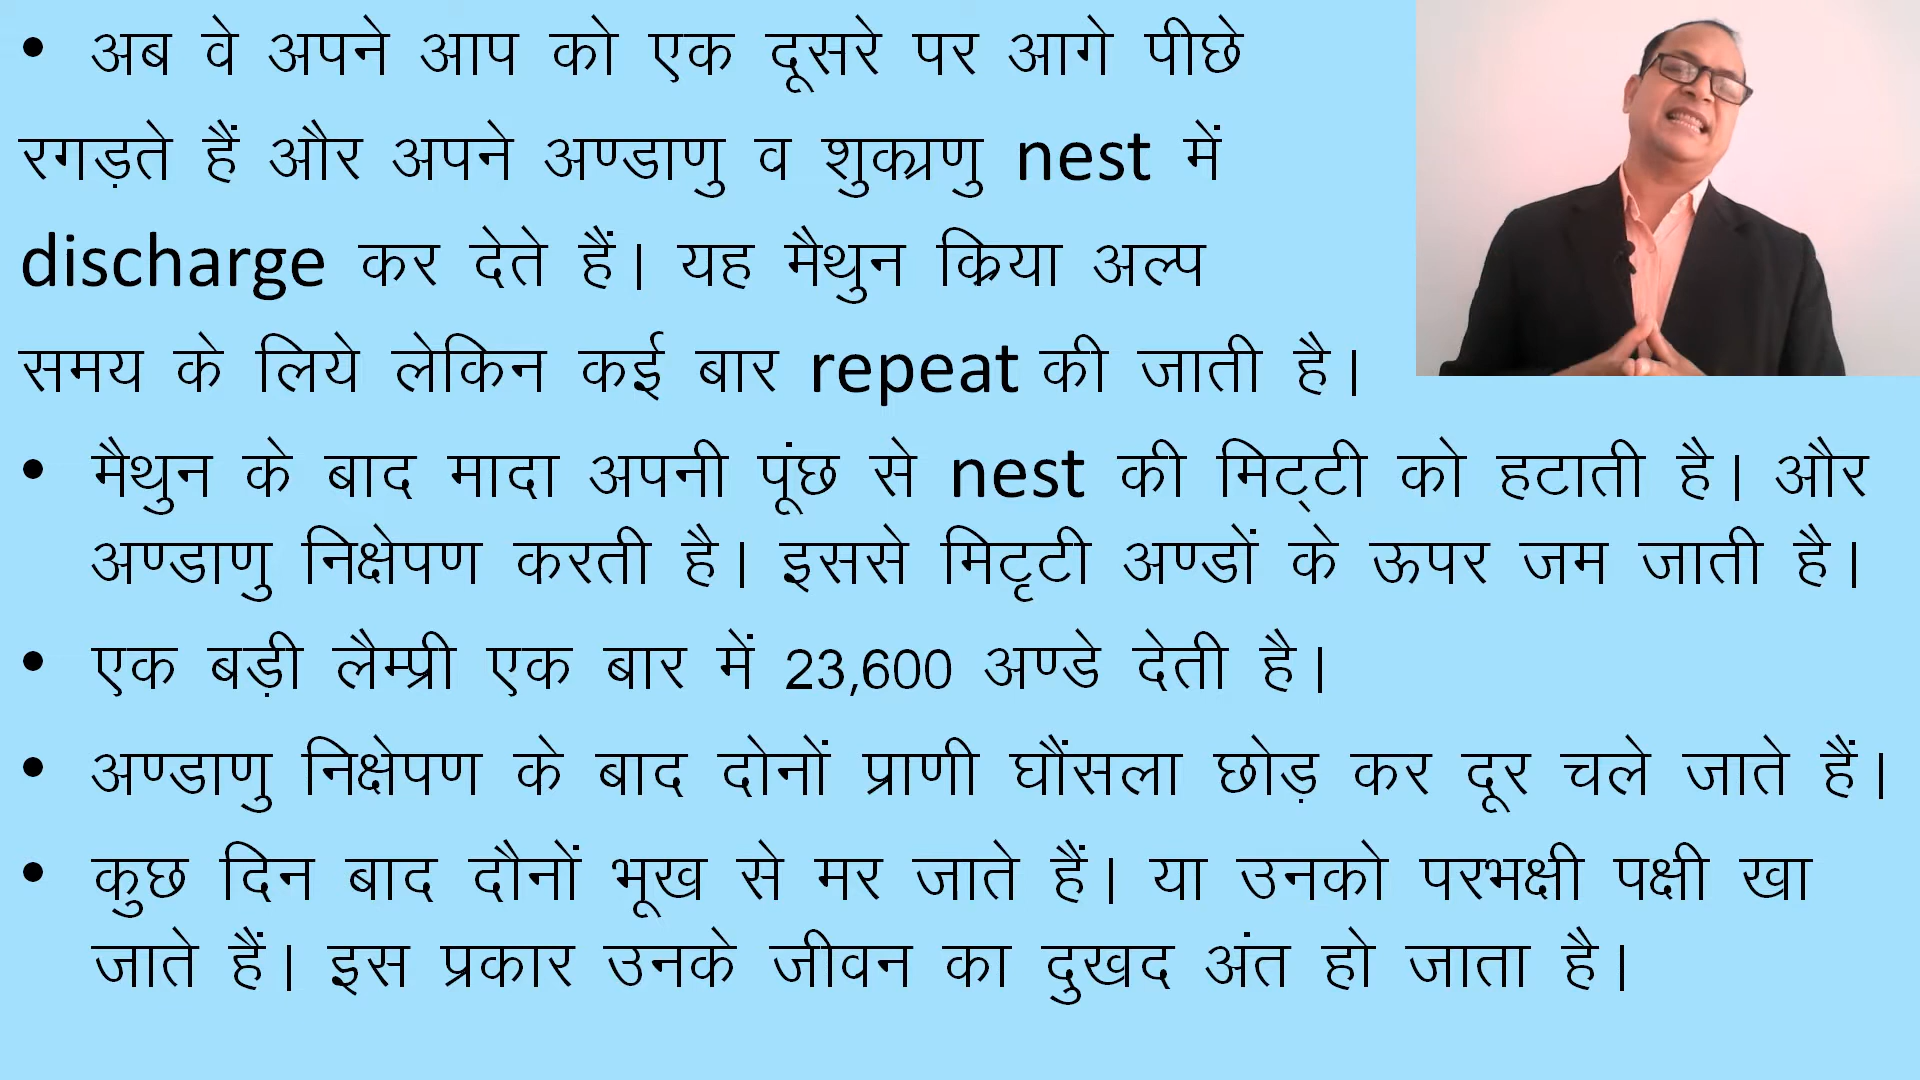 • अब वे अपने आप को एक दूसरे पर आगे पीछे
रगड़ते हैं और अपने अण्डाणु व शुक्राणु nest में
discharge कर देते हैं। यह मैथुन क्रिया अल्प
समय के लिये लेकिन कई बार repeat की जाती है।
• मैथुन के बाद मादा अपनी पूंछ से nest की मिट्टी को हटाती है। और
अण्डाणु निक्षेपण करती है। इससे मिटृटी अण्डों के ऊपर जम जाती है।
• एक बड़ी लैम्प्री एक बार में 23,600 अण्डे देती है।
• अण्डाणु निक्षेपण के बाद दोनों प्राणी घौंसला छोड़ कर दूर चले जाते हैं।
• कुछ दिन बाद दौनों भूख से मर जाते हैं। या उनको परभक्षी पक्षी खा
जाते हैं। इस प्रकार उनके जीवन का दुखद अंत हो जाता है।